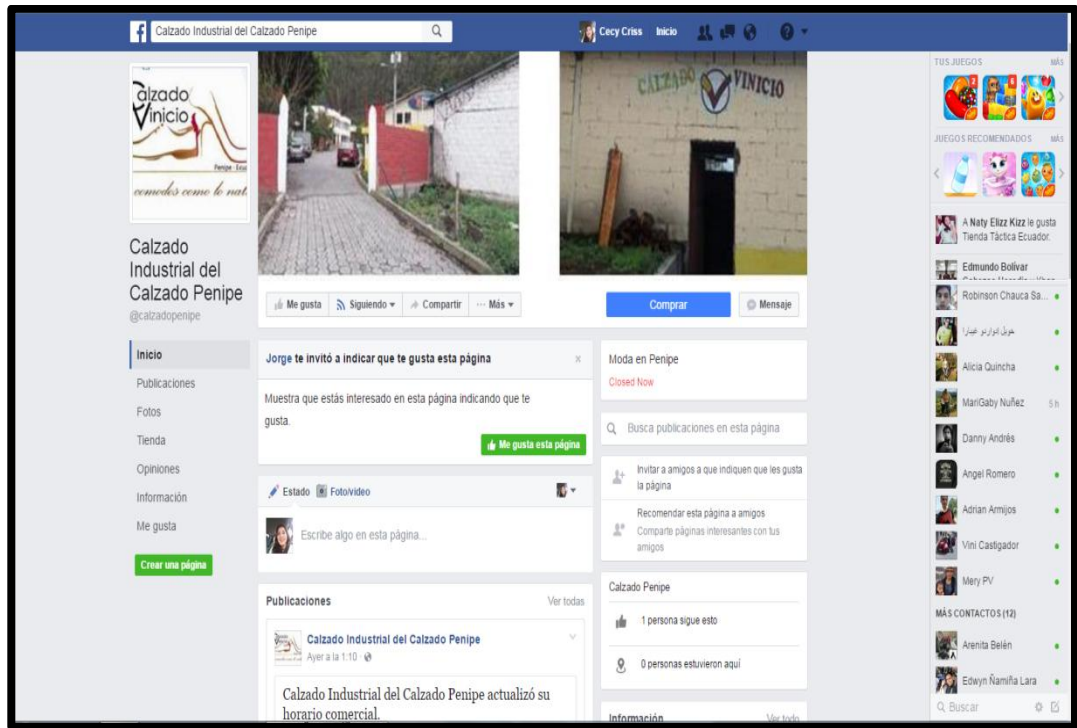 Calzado Industrial del Calzado Penipe
Cecy Criss Inicio
Calzado
Vinicio
Penipe - Ecu
comodos como lo nat
CALZADO VINICIO
Calzado
Industrial del
Calzado Penipe
@calzadopenipe
Me gusta Siguiendo Compartir Más
Comprar Mensaje
Inicio
Publicaciones
Fotos
Tienda
Opiniones
Información
Me gusta
Crear una página
Jorge te invitó a indicar que te gusta esta página
Muestra que estás interesado en esta página indicando que te
gusta.
Me gusta esta página
Estado Foto/video
Escribe algo en esta página...
Publicaciones Ver todas
Calzado Industrial del Calzado Penipe
Ayer a la 1:10
Calzado Industrial del Calzado Penipe actualizó su
horario comercial.
Moda en Penipe
Closed Now
Busca publicaciones en esta página
Invitar a amigos a que indiquen que les gusta
la página
Recomendar esta página a amigos
Comparte páginas interesantes con tus
amigos
Calzado Penipe
1 persona sigue esto
0 personas estuvieron aquí
Información Ver todo
TUS JUEGOS MÁS
2 6
JUEGOS RECOMENDADOS MÁS
A Naty Elizz Kizz le gusta
Tienda Táctica Ecuador.
Edmundo Bolívar
Robinson Chauca Sa...
Alicia Quincha
MariGaby Nuñez 5 h
Danny Andrés
Angel Romero
Adrian Armijos
Vini Castigador
Mery PV
MÁS CONTACTOS (12)
Arenita Belén
Edwyn Ñamiña Lara
Buscar